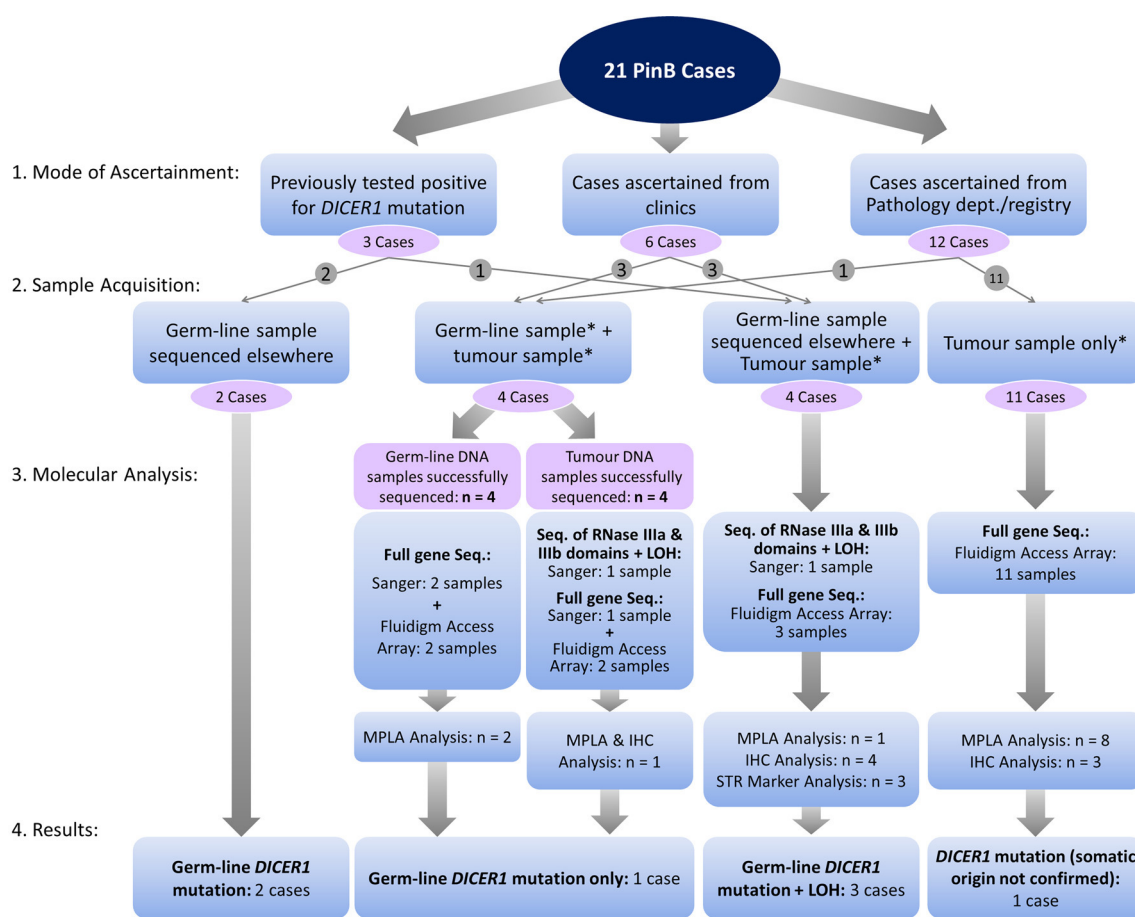 21 PinB Cases
1. Mode of Ascertainment:
Previously tested positive
for DICER1 mutation
3 Cases
Cases ascertained from
clinics
6 Cases
Cases ascertained from
Pathology dept./registry
12 Cases
2
1
3
3
1
11
2. Sample Acquisition:
Germ-line sample
sequenced elsewhere
2 Cases
Germ-line sample* +
tumour sample*
4 Cases
Germ-line sample
sequenced elsewhere +
Tumour sample*
4 Cases
Tumour sample only*
11 Cases
3. Molecular Analysis:
Germ-line DNA
samples successfully
sequenced: n = 4
Tumour DNA
samples successfully
sequenced: n = 4
Full gene Seq.:
Sanger: 2 samples
+
Fluidigm Access
Array: 2 samples
Seq. of RNase IIIa &
IIIb domains + LOH:
Sanger: 1 sample
Full gene Seq.:
Sanger: 1 sample
+
Fluidigm Access
Array: 2 samples
Seq. of RNase IIIa & IIIb
domains + LOH:
Sanger: 1 sample
Full gene Seq.:
Fluidigm Access Array:
3 samples
Full gene Seq.:
Fluidigm Access Array:
11 samples
MPLA Analysis: n = 2
MPLA & IHC
Analysis: n = 1
MPLA Analysis: n = 1
IHC Analysis: n = 4
STR Marker Analysis: n = 3
MPLA Analysis: n = 8
IHC Analysis: n = 3
4. Results:
Germ-line DICER1
mutation: 2 cases
Germ-line DICER1 mutation only: 1 case
Germ-line DICER1
mutation + LOH: 3 cases
DICER1 mutation (somatic
origin not confirmed):
1 case